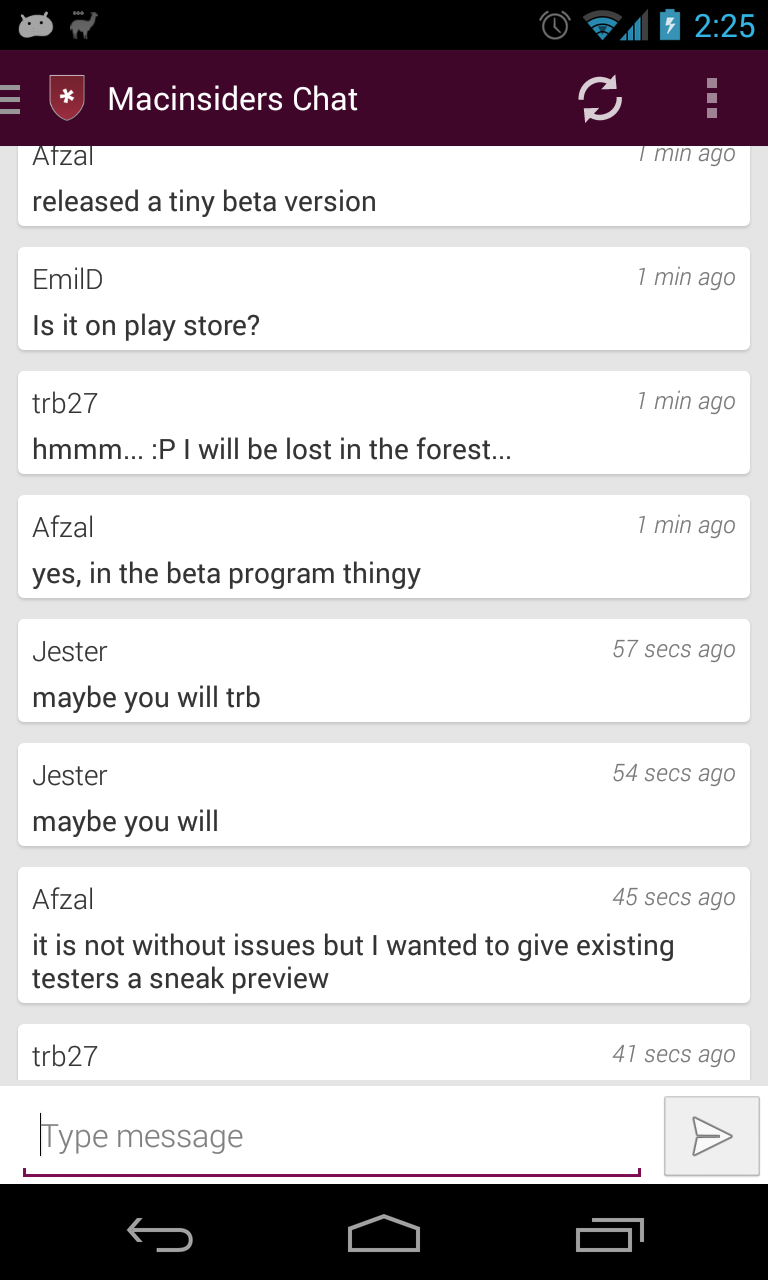 2:25
Macinsiders Chat
Afzal 1 min ago
released a tiny beta version
EmilD 1 min ago
Is it on play store?
trb27 1 min ago
hmmm... :P I will be lost in the forest...
Afzal 1 min ago
yes, in the beta program thingy
Jester 57 secs ago
maybe you will trb
Jester 54 secs ago
maybe you will
Afzal 45 secs ago
it is not without issues but I wanted to give existing
testers a sneak preview
trb27 41 secs ago
Type message